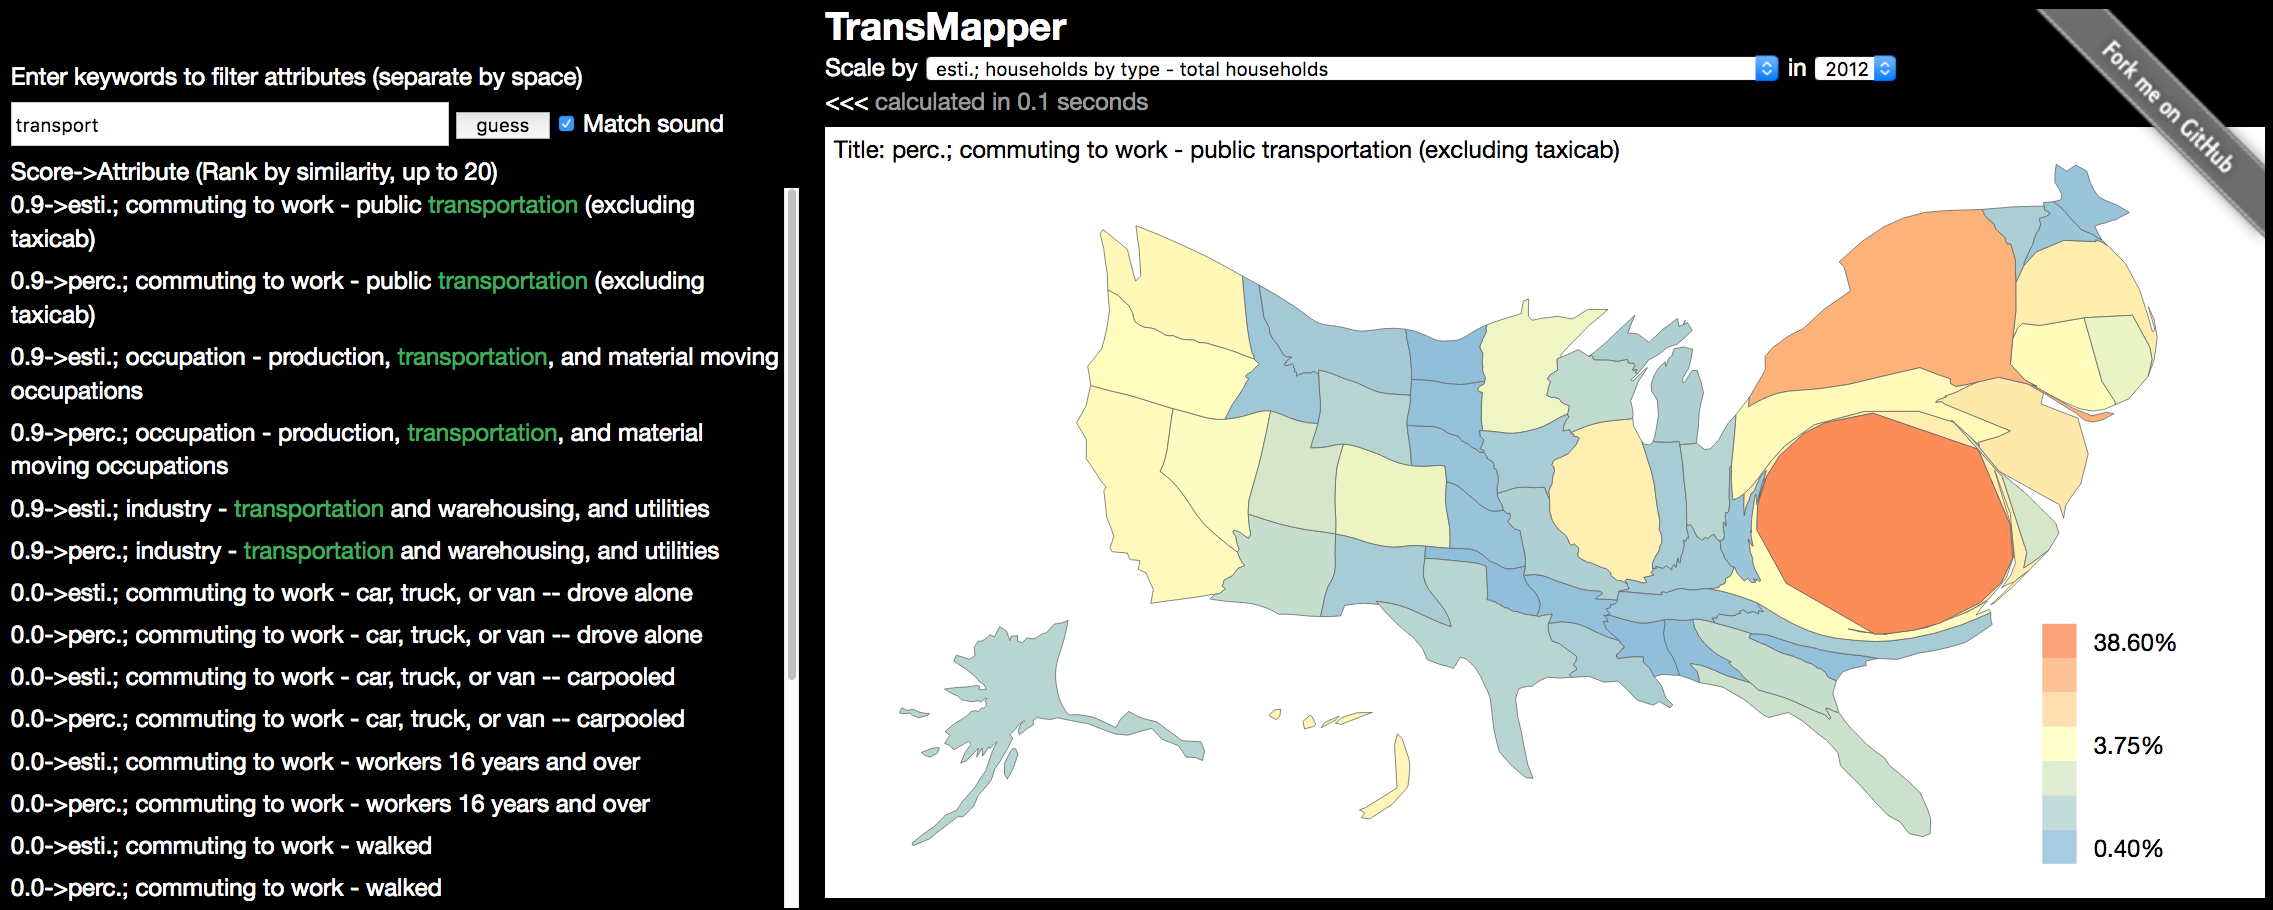 Enter keywords to filter attributes (separate by space)
transport
guess
Match sound
Score->Attribute (Rank by similarity, up to 20)
0.9->esti.; commuting to work - public transportation (excluding
taxicab)
0.9->perc.; commuting to work - public transportation (excluding
taxicab)
0.9->esti.; occupation - production, transportation, and material moving
occupations
0.9->perc.; occupation - production, transportation, and material
moving occupations
0.9->esti.; industry - transportation and warehousing, and utilities
0.9->perc.; industry - transportation and warehousing, and utilities
0.0->esti.; commuting to work - car, truck, or van -- drove alone
0.0->perc.; commuting to work - car, truck, or van -- drove alone
0.0->esti.; commuting to work - car, truck, or van -- carpooled
0.0->perc.; commuting to work - car, truck, or van -- carpooled
0.0->esti.; commuting to work - workers 16 years and over
0.0->perc.; commuting to work - workers 16 years and over
0.0->esti.; commuting to work - walked
0.0->perc.; commuting to work - walked
TransMapper
Scale by esti.; households by type - total households in 2012
<<< calculated in 0.1 seconds
Title: perc.; commuting to work - public transportation (excluding taxicab)
Fork me on GitHub
38.60%
3.75%
0.40%